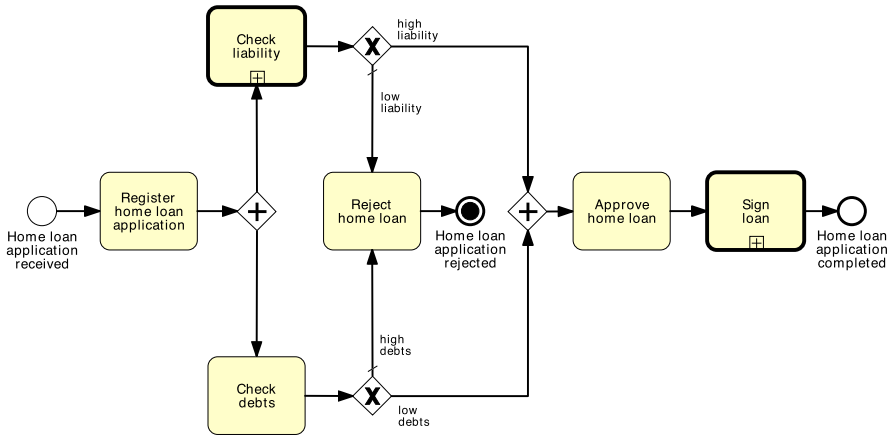 Check
liability
high
liability
low
liability
Register
home loan
application
Home loan
application
received
Reject
home loan
Home loan
application
rejected
Approve
home loan
Sign
loan
Home loan
application
completed
high
debts
Check
debts
low
debts